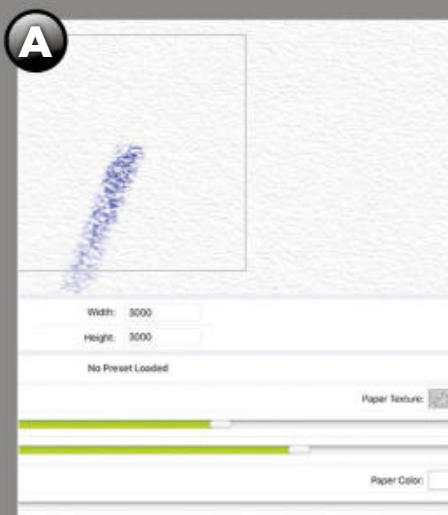 A
Width: 3000
Height: 3000
No Preset Loaded
Paper Texture:
Paper Color: